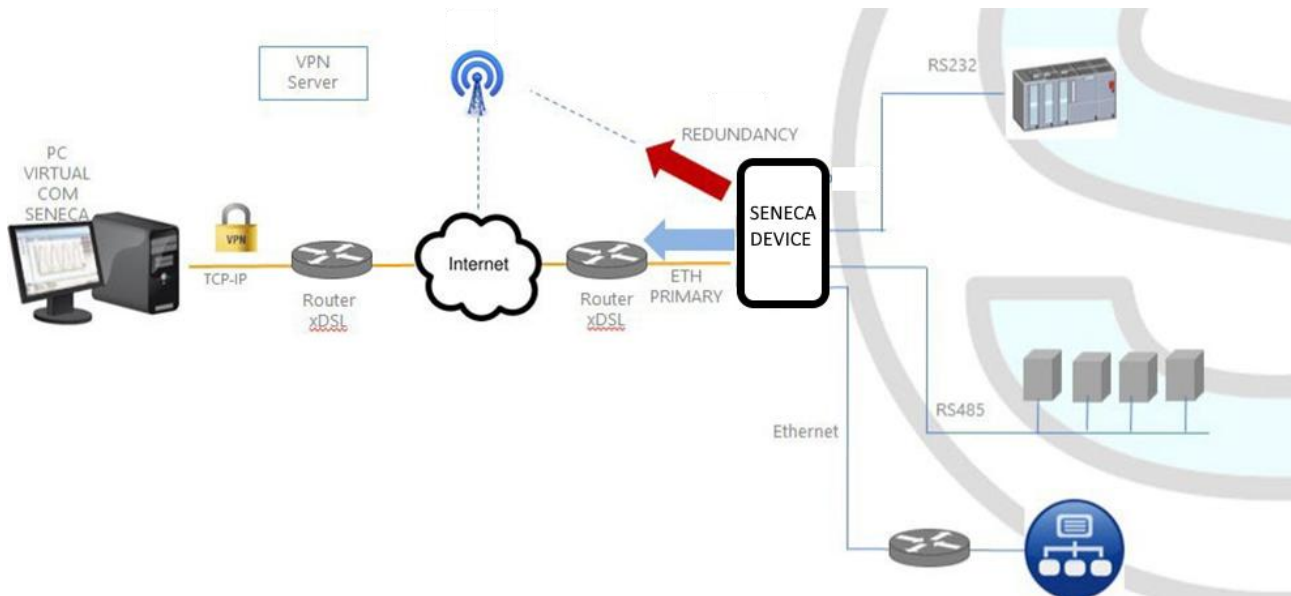 VPN
Server
RS232
REDUNDANCY
PC
VIRTUAL
COM
SENECA
VPN
TCP-IP
Router
xDSL
Internet
Router
xDSL
ETH
PRIMARY
SENECA
DEVICE
RS485
Ethernet